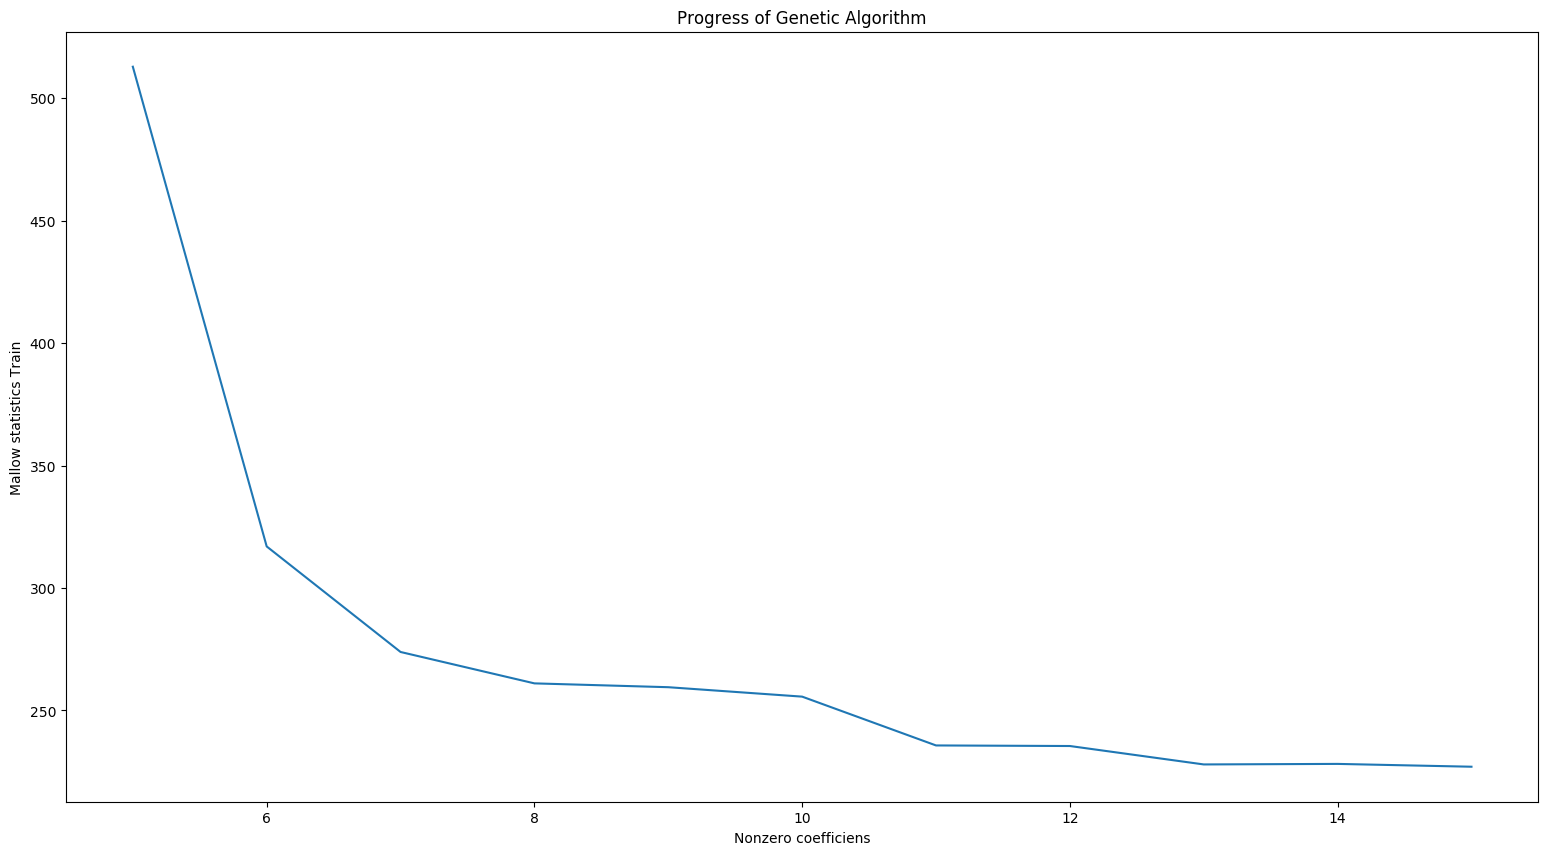 Progress of Genetic Algorithm
500
450
400
350
300
250
Mallow statistics Train
6 8 10 12 14
Nonzero coefficiens